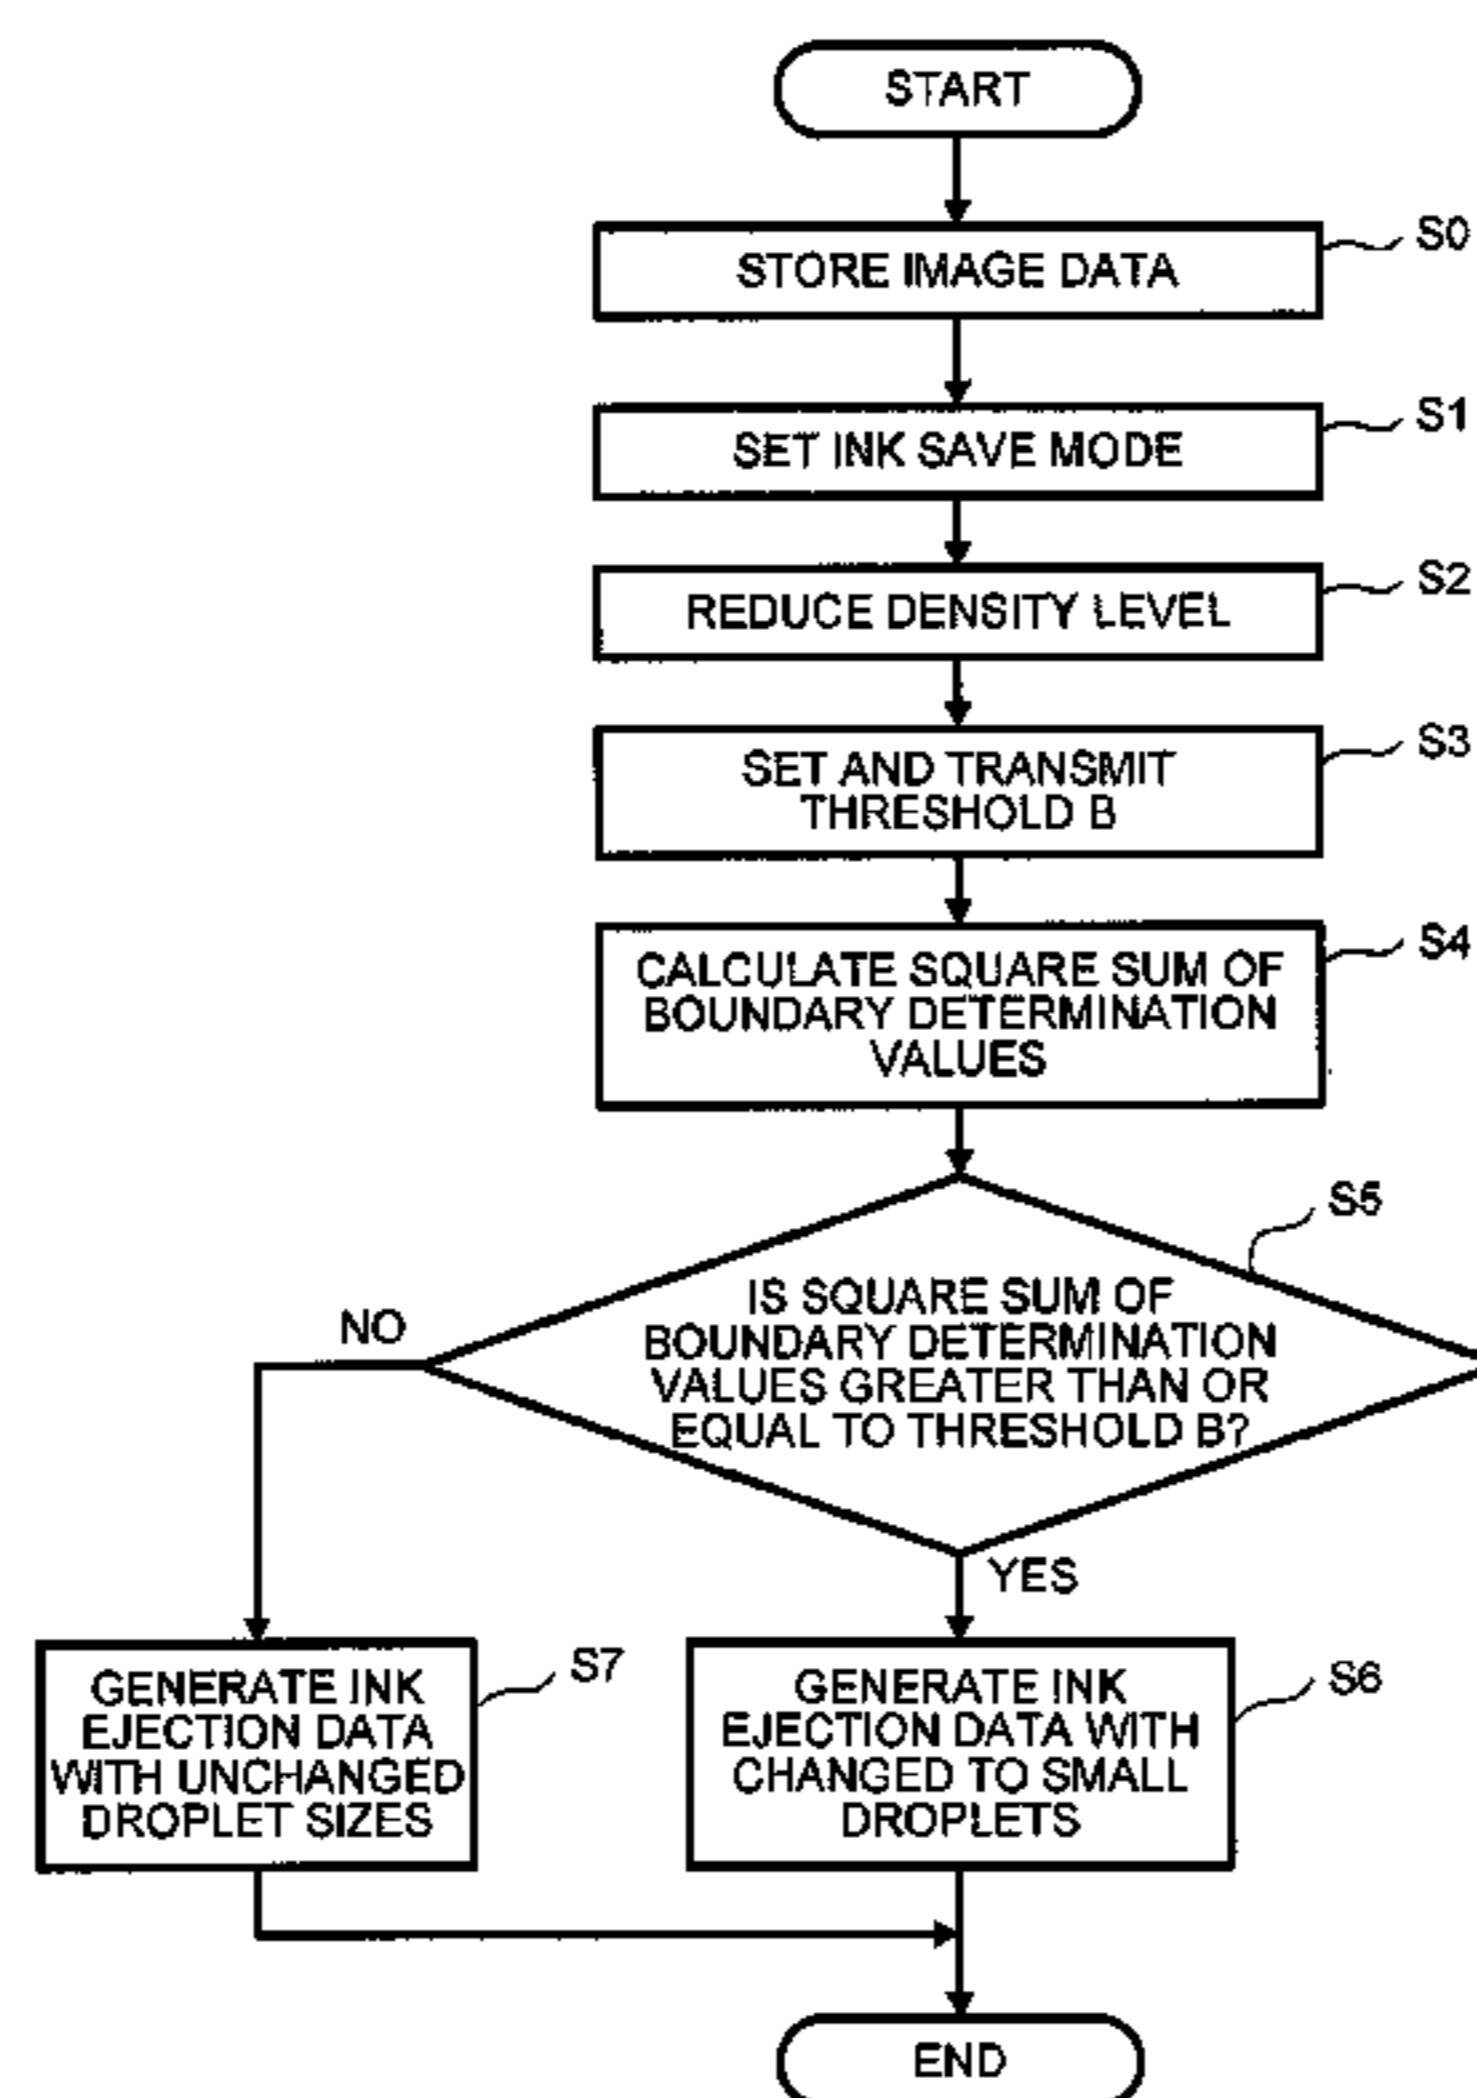 START
STORE IMAGE DATA
S0
SET INK SAVE MODE
S1
REDUCE DENSITY LEVEL
S2
SET AND TRANSMIT
THRESHOLD B
S3
CALCULATE SQUARE SUM OF
BOUNDARY DETERMINATION
VALUES
S4
IS SQUARE SUM OF
BOUNDARY DETERMINATION
VALUES GREATER THAN OR
EQUAL TO THRESHOLD B?
S5
NO
YES
GENERATE INK
EJECTION DATA
WITH UNCHANGED
DROPLET SIZES
S7
GENERATE INK
EJECTION DATA WITH
CHANGED TO SMALL
DROPLETS
S6
END